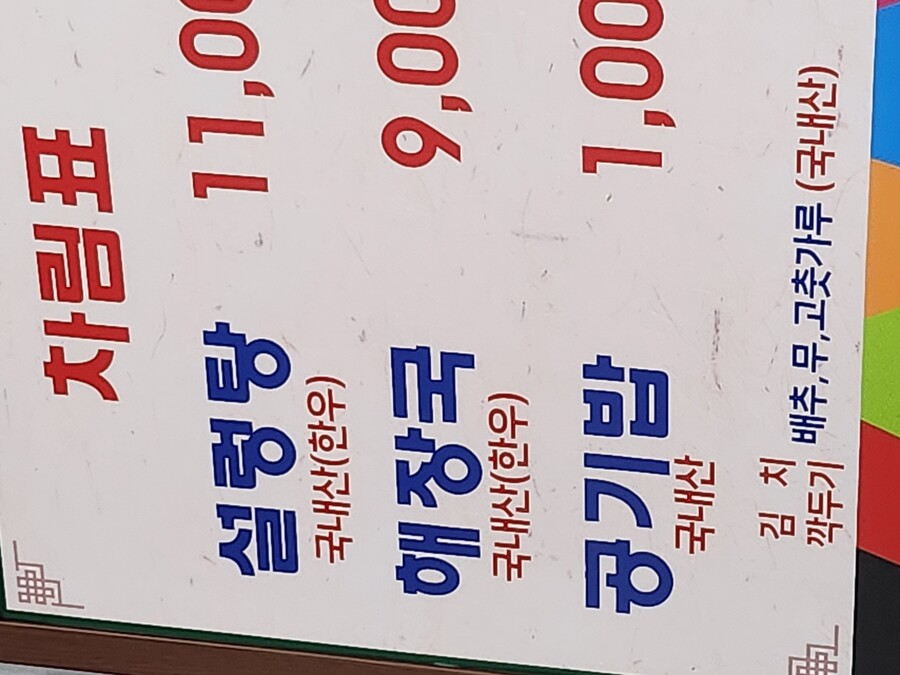 차림표
설렁탕 11,00
국내산(한우)
해장국 9,00
국내산(한우)
공기밥 1,00
국내산
김 치
깍두기 배추,무,고춧가루 (국내산)